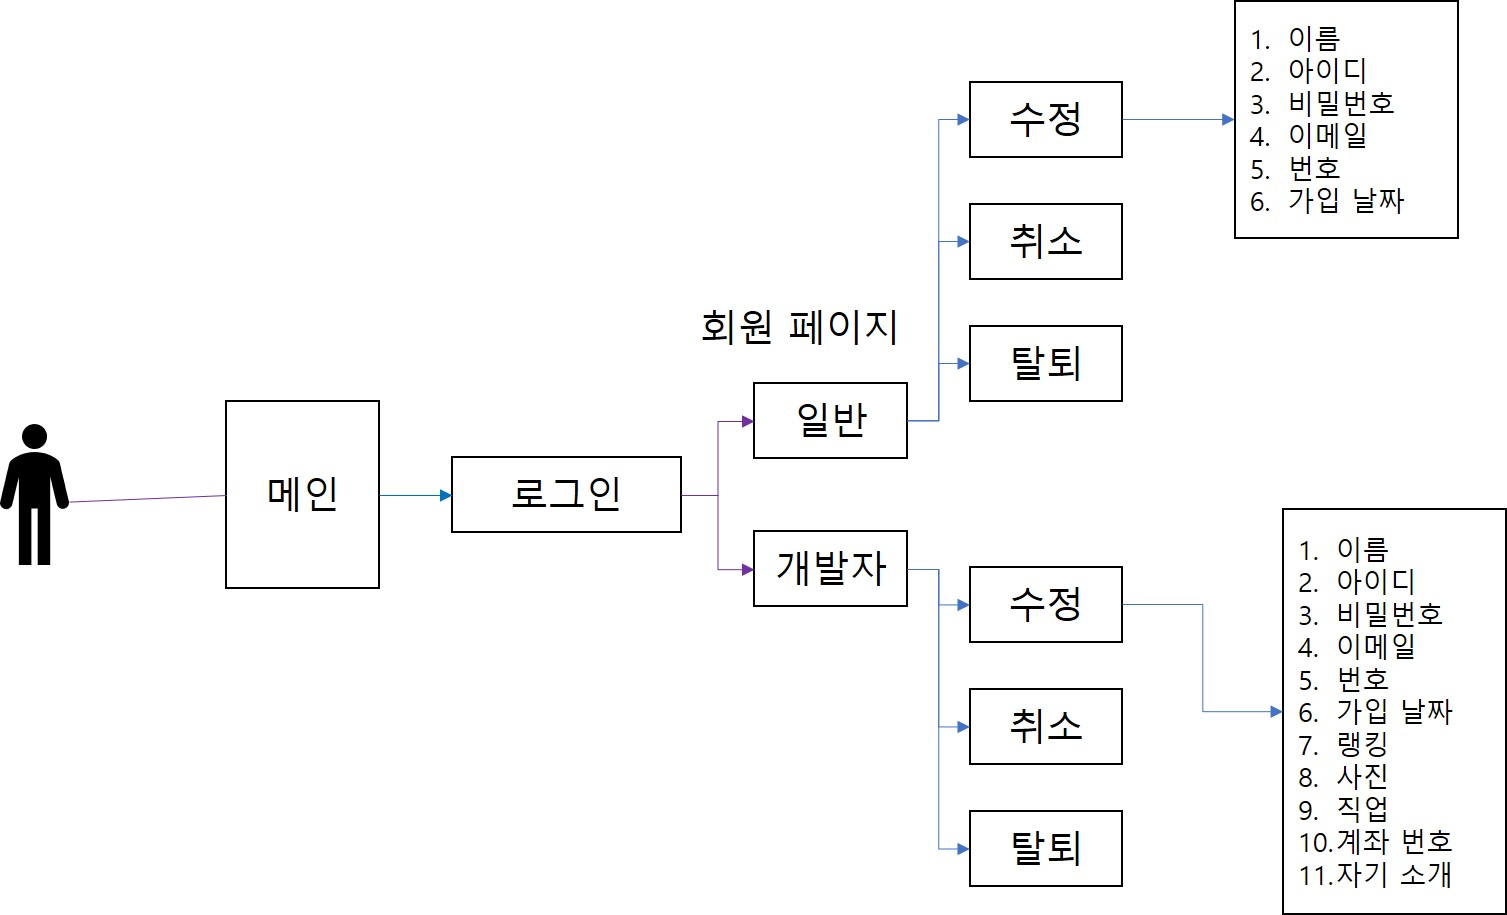 메인
로그인
회원 페이지
일반
수정
취소
탈퇴
1. 이름
2. 아이디
3. 비밀번호
4. 이메일
5. 번호
6. 가입 날짜
개발자
수정
취소
탈퇴
1. 이름
2. 아이디
3. 비밀번호
4. 이메일
5. 번호
6. 가입 날짜
7. 랭킹
8. 사진
9. 직업
10.계좌 번호
11.자기 소개